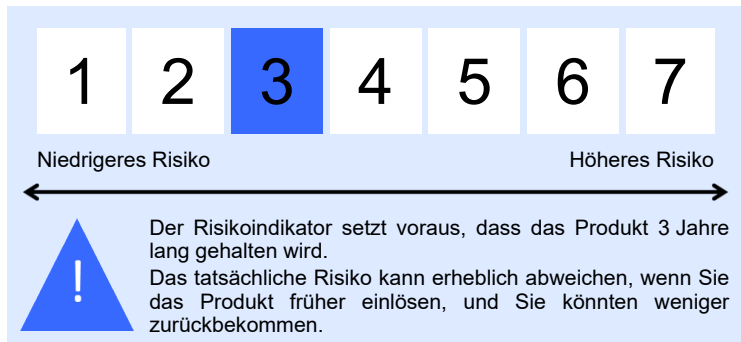 1 2 3 4 5 6 7
Niedrigeres Risiko Höheres Risiko
Der Risikoindikator setzt voraus, dass das Produkt 3 Jahre
lang gehalten wird.
Das tatsächliche Risiko kann erheblich abweichen, wenn Sie
das Produkt früher einlösen, und Sie könnten weniger
zurückbekommen.
!